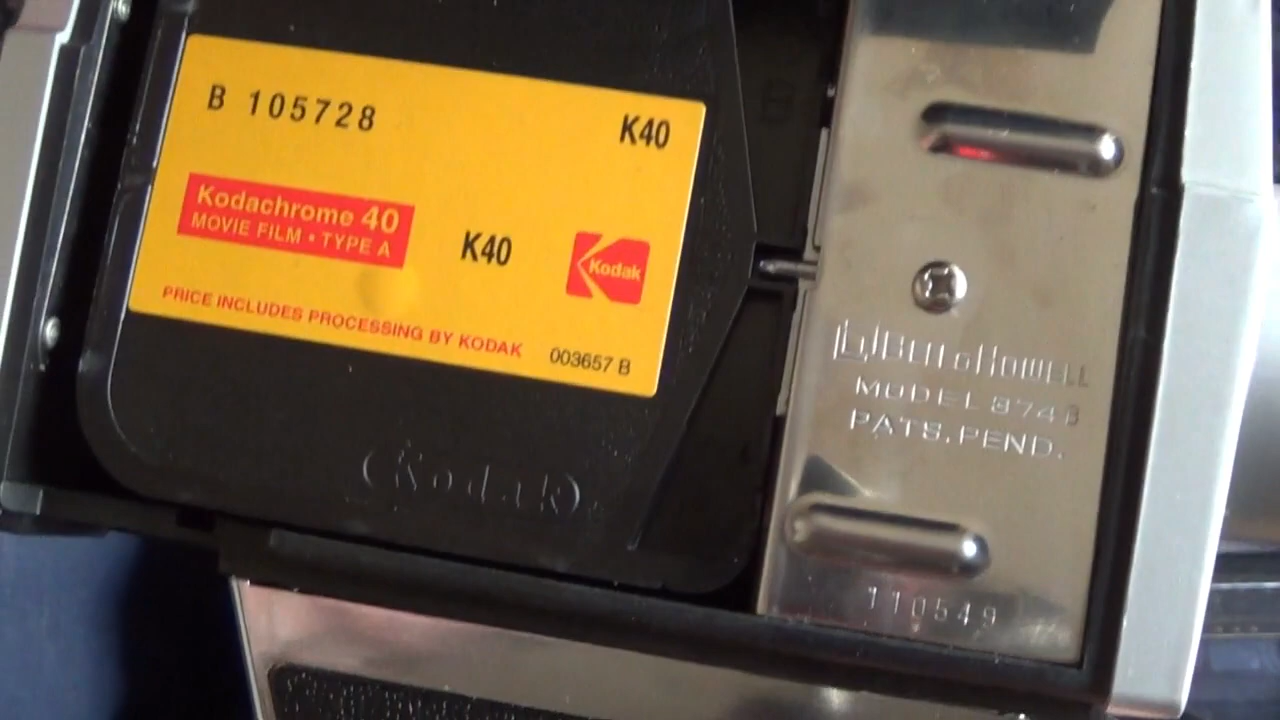 B 105728
K40
Kodachrome 40
MOVIE FILM • TYPE A
K40
Kodak
PRICE INCLUDES PROCESSING BY KODAK
003657 B
Kodak
BELL & HOWELL
MODEL 374B
PATS. PEND.
110549